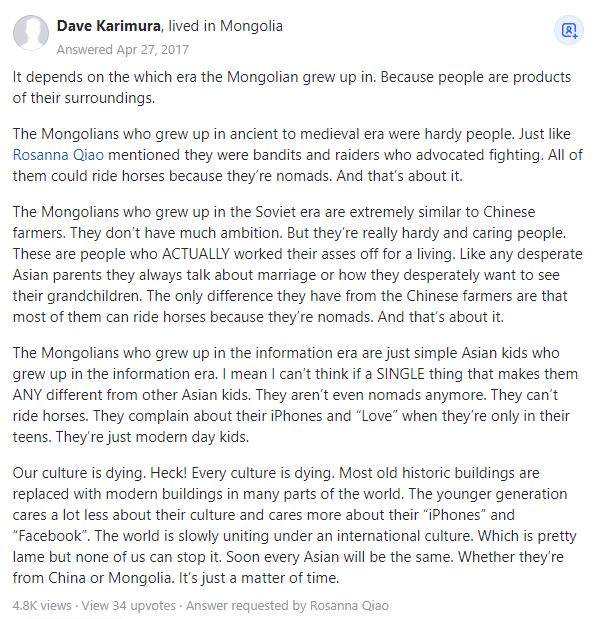 Dave Karimura, lived in Mongolia
Answered Apr 27, 2017
It depends on the which era the Mongolian grew up in. Because people are products
of their surroundings.
The Mongolians who grew up in ancient to medieval era were hardy people. Just like
Rosanna Qiao mentioned they were bandits and raiders who advocated fighting. All of
them could ride horses because they’re nomads. And that’s about it.
The Mongolians who grew up in the Soviet era are extremely similar to Chinese
farmers. They don’t have much ambition. But they’re really hardy and caring people.
These are people who ACTUALLY worked their asses off for a living. Like any desperate
Asian parents they always talk about marriage or how they desperately want to see
their grandchildren. The only difference they have from the Chinese farmers are that
most of them can ride horses because they’re nomads. And that’s about it.
The Mongolians who grew up in the information era are just simple Asian kids who
grew up in the information era. I mean I can’t think if a SINGLE thing that makes them
ANY different from other Asian kids. They aren’t even nomads anymore. They can’t
ride horses. They complain about their iPhones and “Love” when they’re only in their
teens. They’re just modern day kids.
Our culture is dying. Heck! Every culture is dying. Most old historic buildings are
replaced with modern buildings in many parts of the world. The younger generation
cares a lot less about their culture and cares more about their “iPhones” and
“Facebook”. The world is slowly uniting under an international culture. Which is pretty
lame but none of us can stop it. Soon every Asian will be the same. Whether they’re
from China or Mongolia. It’s just a matter of time.
4.8K views · View 34 upvotes · Answer requested by Rosanna Qiao